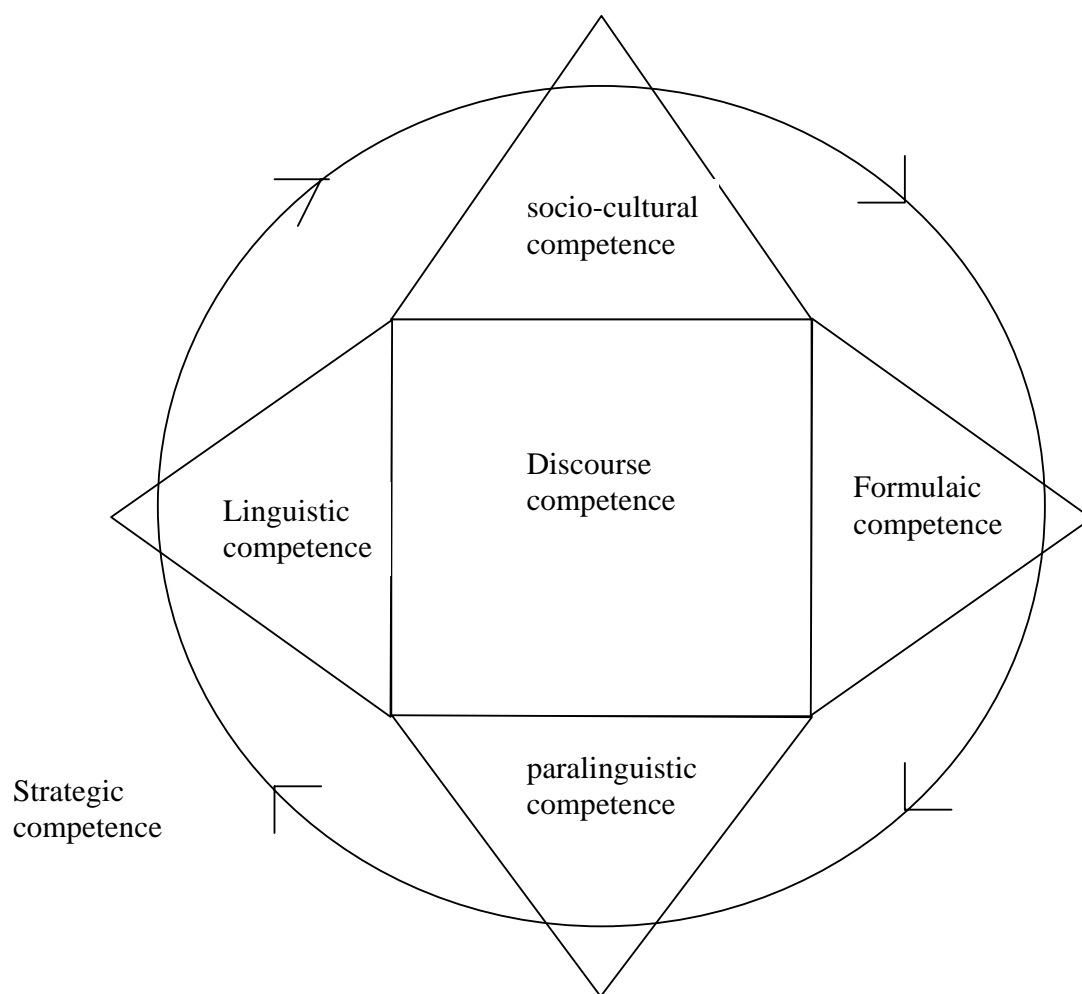 socio-cultural
competence
Discourse
competence
Linguistic
competence
Formulaic
competence
paralinguistic
competence
Strategic
competence